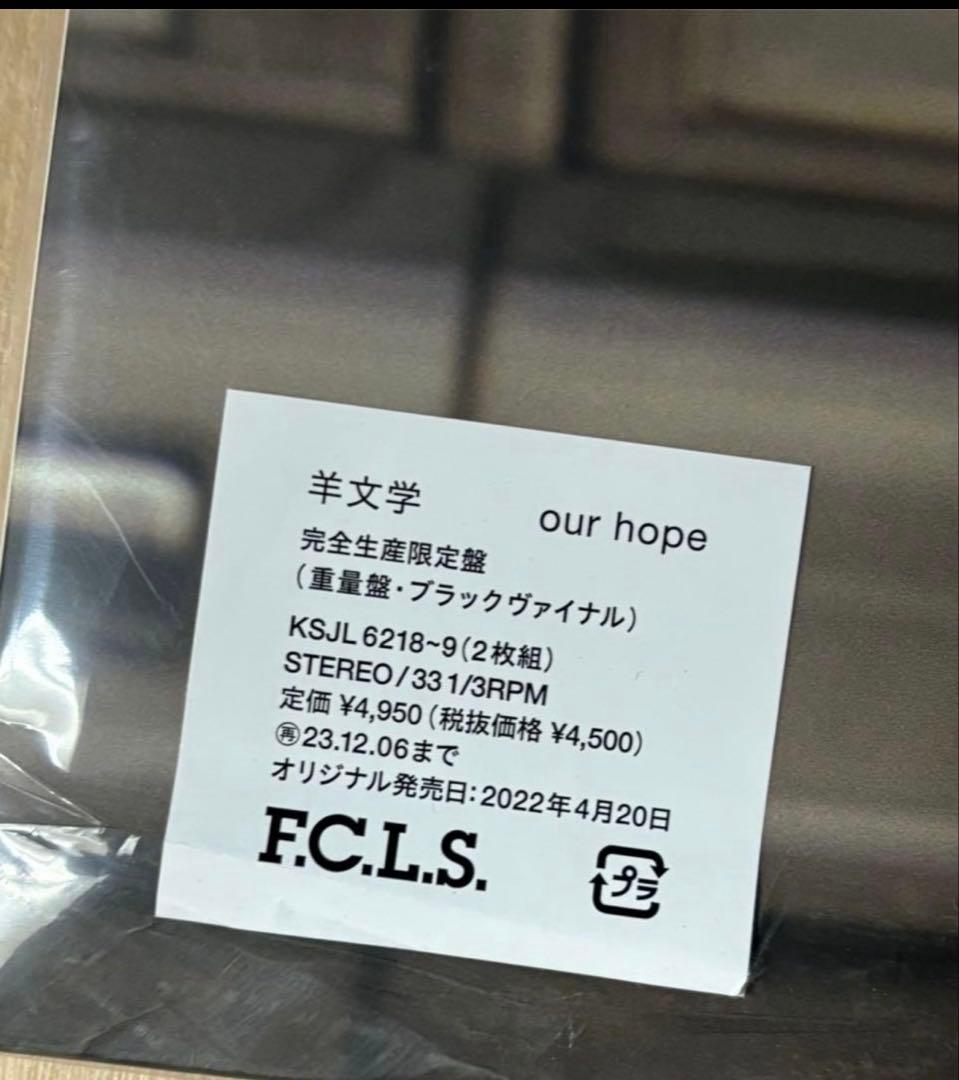 羊文学 our hope
完全生産限定盤
（重量盤・ブラックヴァイナル）
KSJL 6218~9（2枚組）
STEREO/33 1/3RPM
定価 ¥4,950（税抜価格 ¥4,500）
㊢23.12.06まで
オリジナル発売日：2022年4月20日
F.C.L.S.
プラ